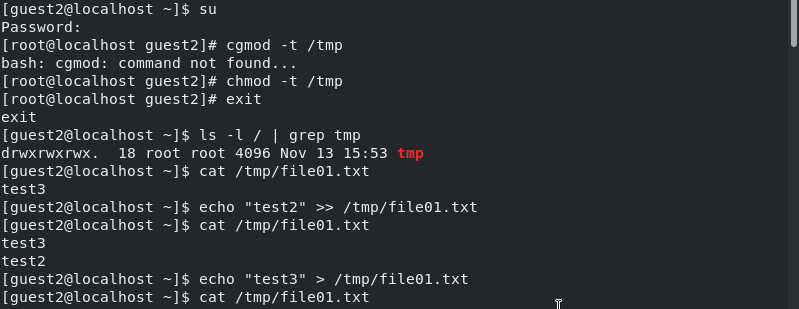 [guest2@localhost ~]$ su
Password:
[root@localhost guest2]# cgmod -t /tmp
bash: cgmod: command not found...
[root@localhost guest2]# chmod -t /tmp
[root@localhost guest2]# exit
exit
[guest2@localhost ~]$ ls -l / | grep tmp
drwxrwxrwx.  18 root root 4096 Nov 13 15:53 tmp
[guest2@localhost ~]$ cat /tmp/file01.txt
test3
[guest2@localhost ~]$ echo "test2" >> /tmp/file01.txt
[guest2@localhost ~]$ cat /tmp/file01.txt
test3
test2
[guest2@localhost ~]$ echo "test3" > /tmp/file01.txt
[guest2@localhost ~]$ cat /tmp/file01.txt